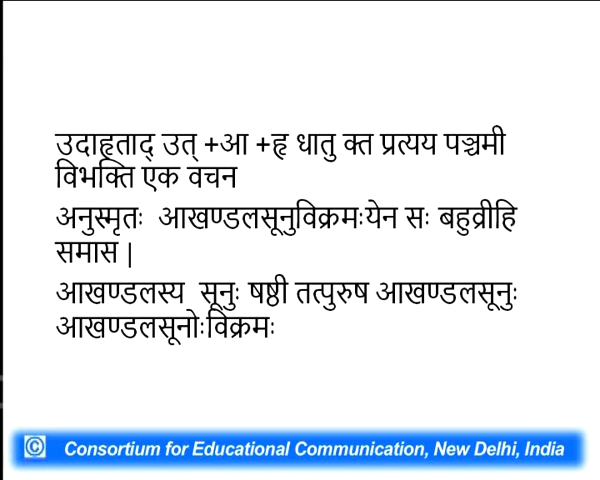 उदाहृताद् उत् +आ +हृ धातु क्त प्रत्यय पञ्चमी
विभक्ति एक वचन
अनुस्मृतः आखण्डलसूनुविक्रमःयेन सः बहुव्रीहि
समास |
आखण्डलस्य सूनुः षष्ठी तत्पुरुष आखण्डलसूनुः
आखण्डलसूनोःविक्रमः
© Consortium for Educational Communication, New Delhi, India